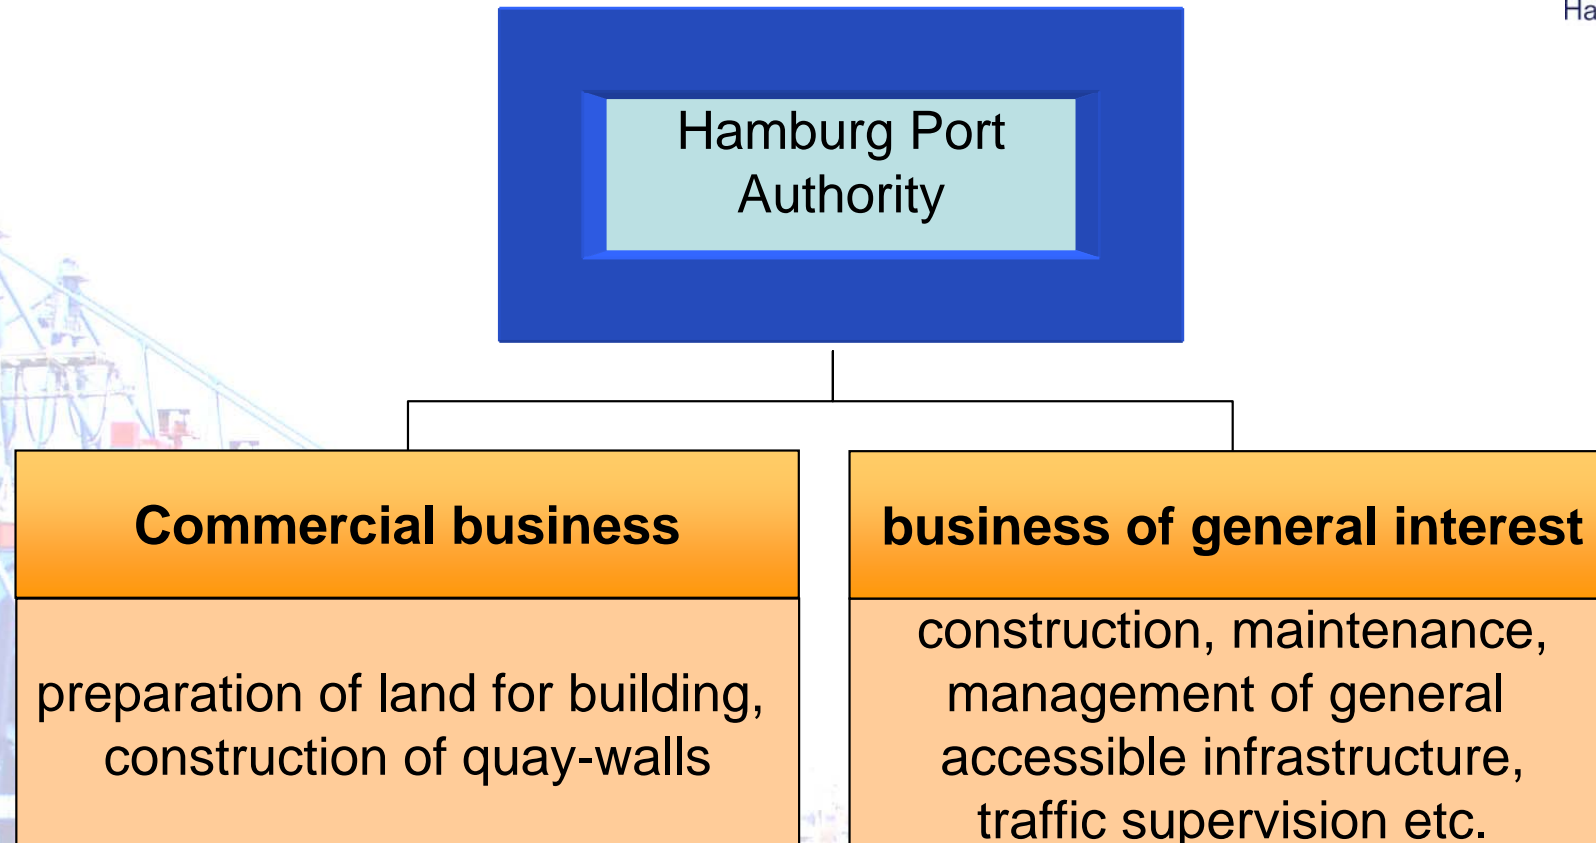 Ha
Hamburg Port
Authority
Commercial business
business of general interest
preparation of land for building,
construction of quay-walls
construction, maintenance,
management of general
accessible infrastructure,
traffic supervision etc.